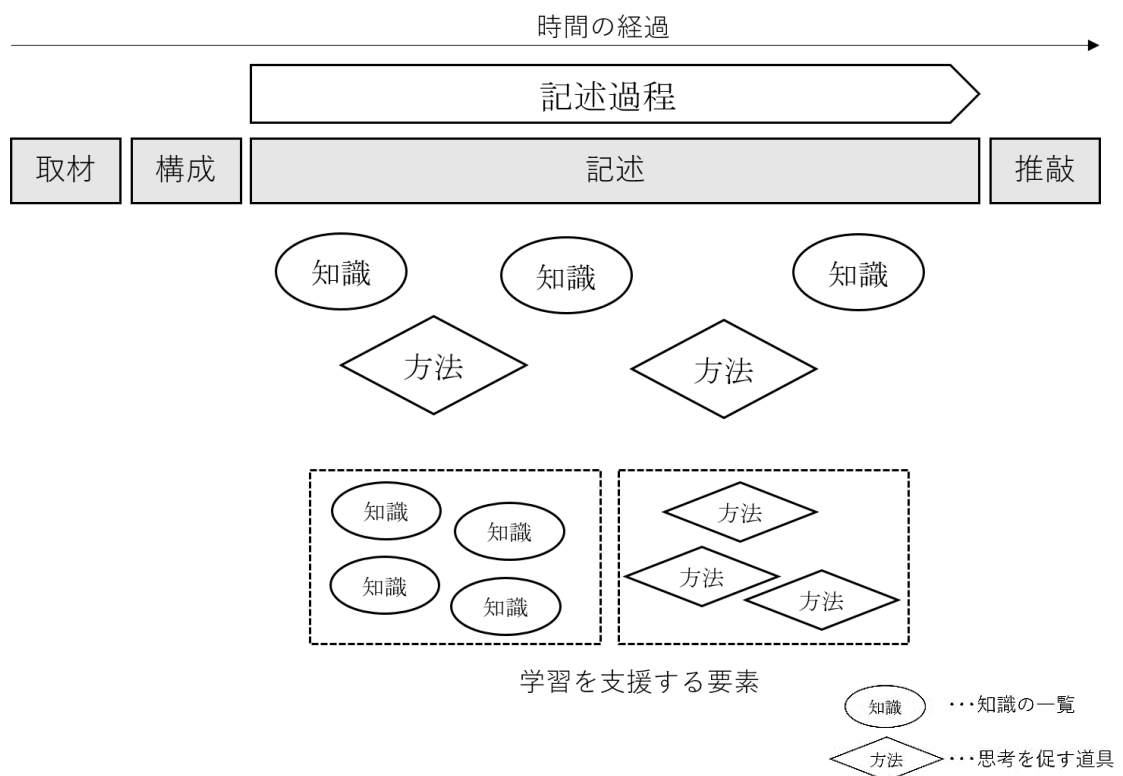 時間の経過
記述過程
取材
構成
記述
推敲
知識
知識
知識
方法
方法
知識
知識
知識
知識
方法
方法
方法
学習を支援する要素
知識 ・・・知識の一覧
方法 ・・・思考を促す道具